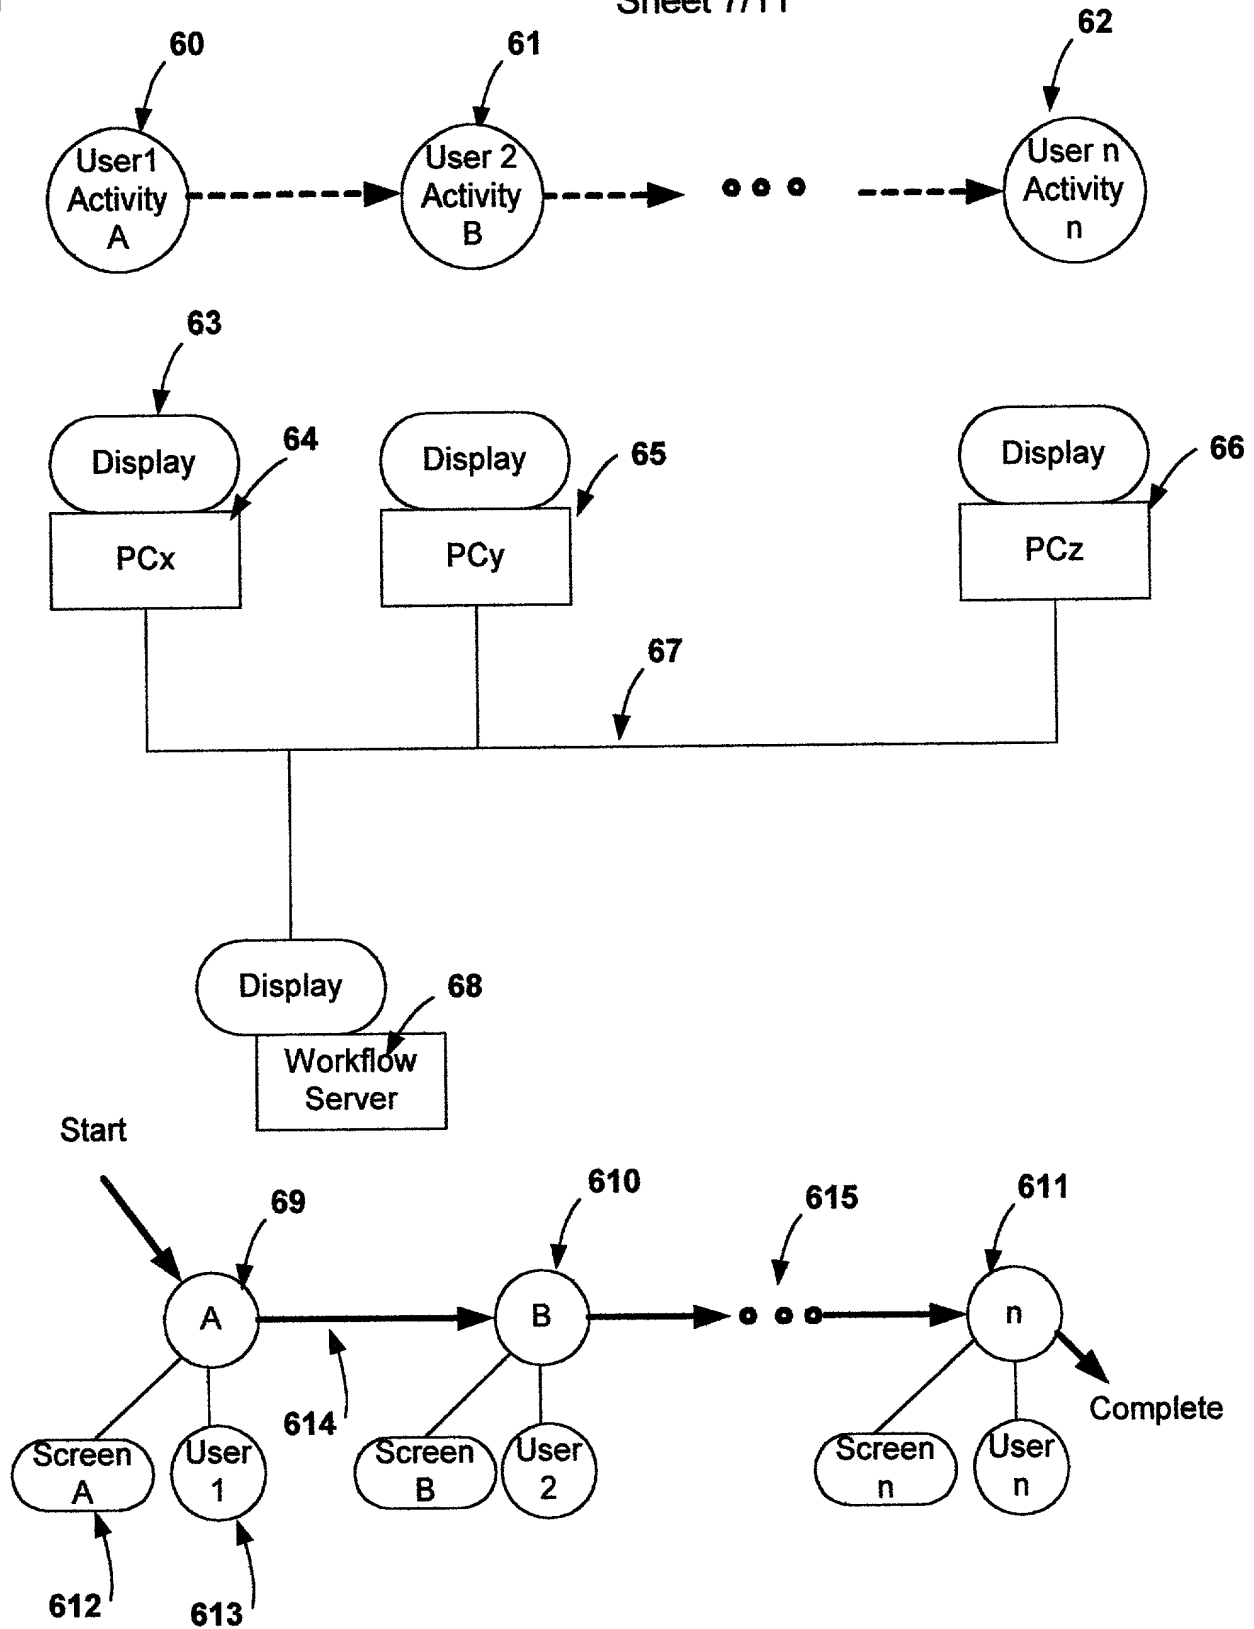 Sheet 7/11
60
61
62
User1
Activity
A
User 2
Activity
B
User n
Activity
n
63
64
65
66
Display
Display
Display
PCx
PCy
PCz
67
Display
68
Workflow
Server
Start
69
610
615
611
A
B
n
614
Complete
Screen
A
User
1
Screen
B
User
2
Screen
n
User
n
612
613